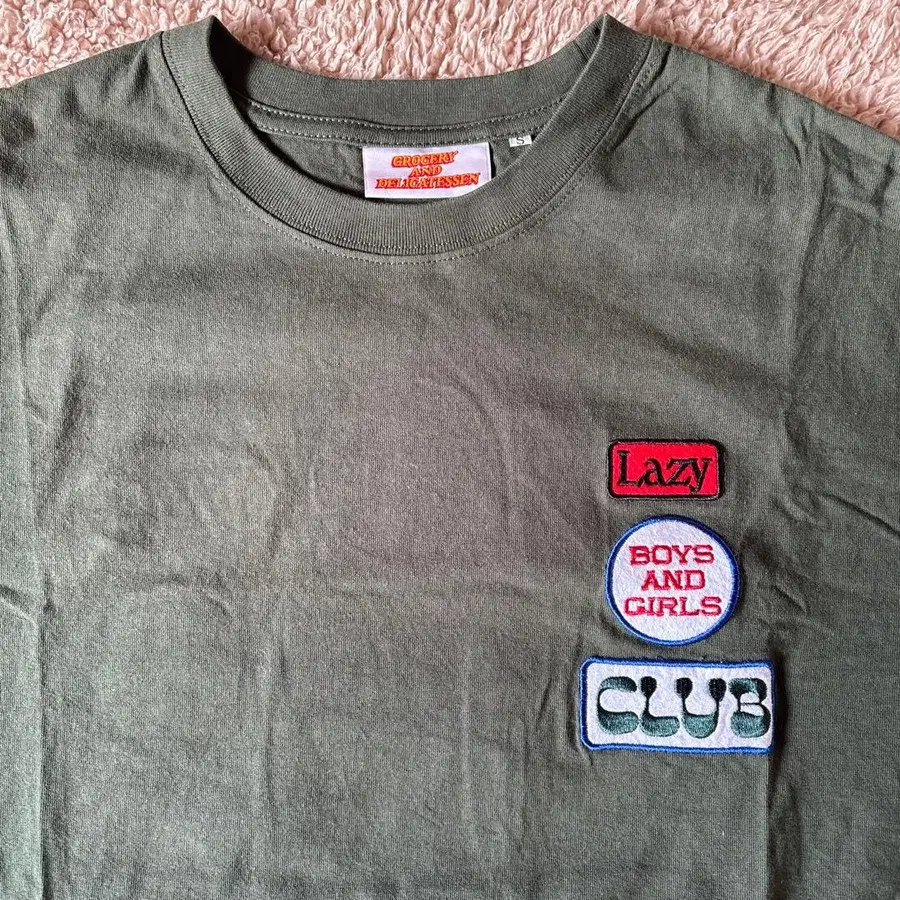 GROCERY
AND
DELICATESSEN
S
Lazy
BOYS
AND
GIRLS
CLUB